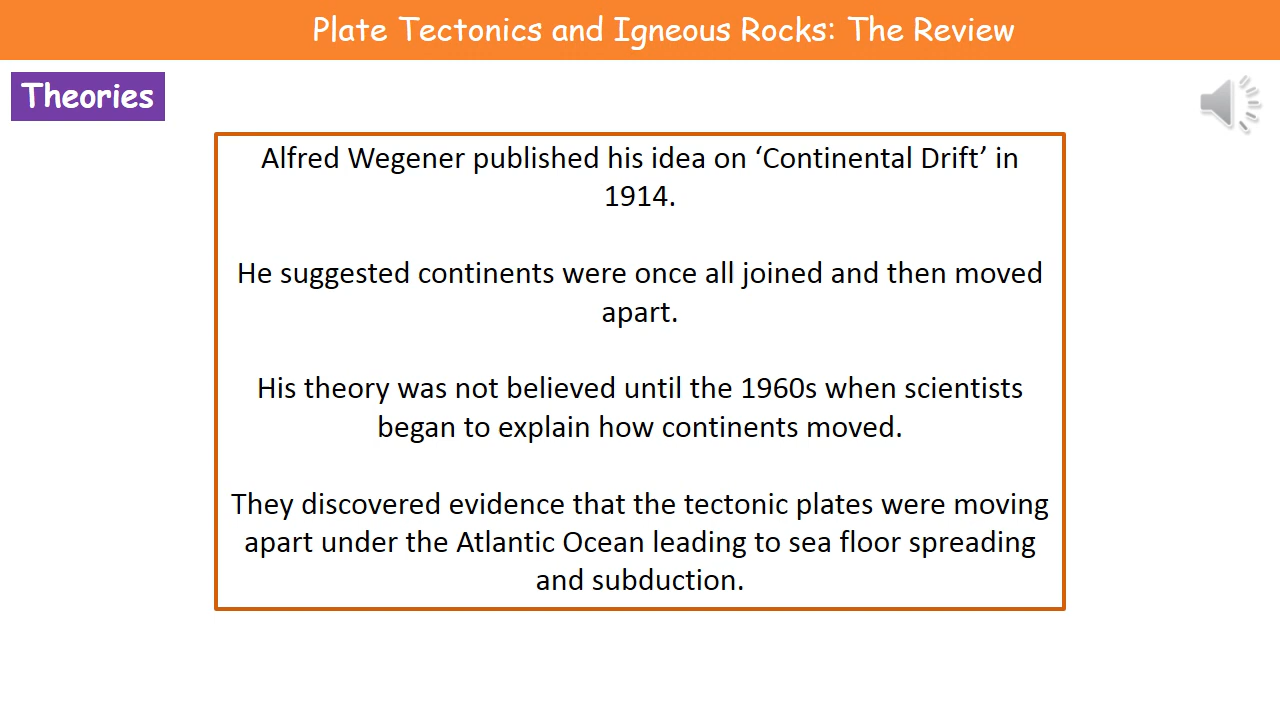 Plate Tectonics and Igneous Rocks: The Review
Theories
Alfred Wegener published his idea on ‘Continental Drift’ in
1914.
He suggested continents were once all joined and then moved
apart.
His theory was not believed until the 1960s when scientists
began to explain how continents moved.
They discovered evidence that the tectonic plates were moving
apart under the Atlantic Ocean leading to sea floor spreading
and subduction.